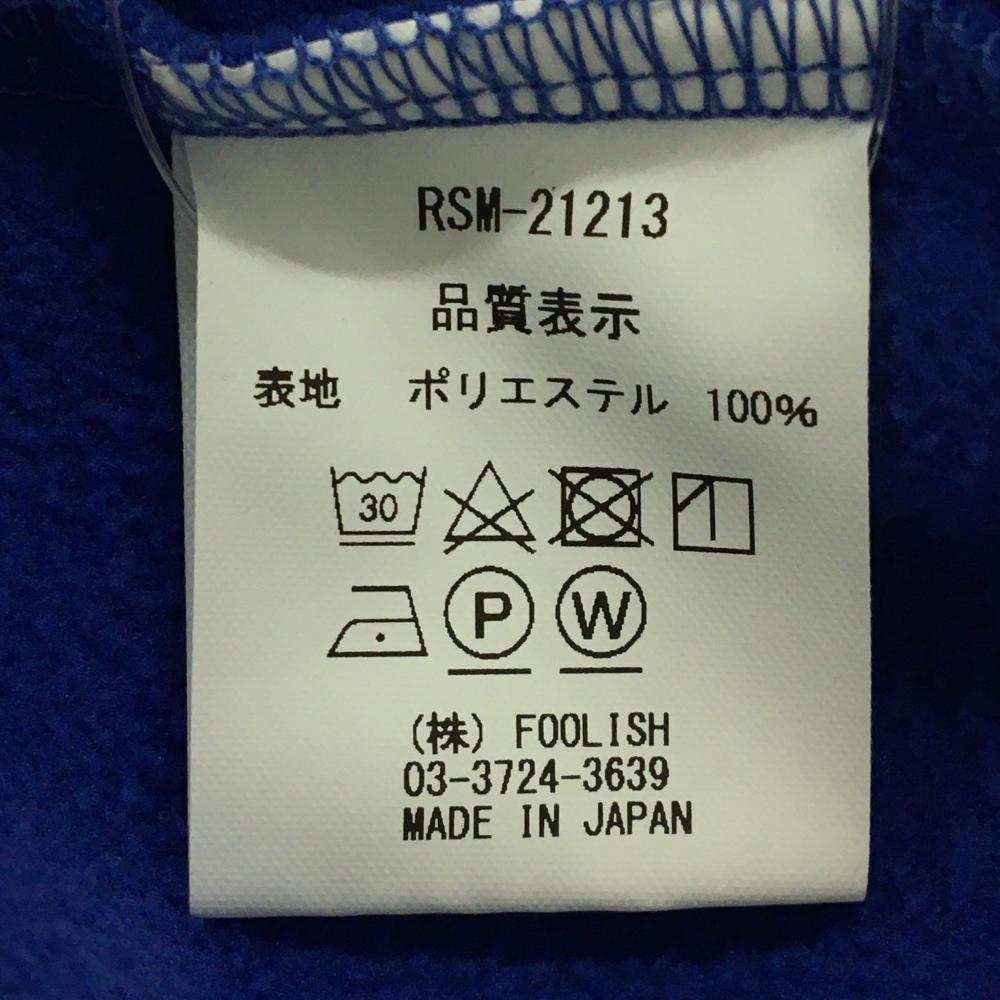 RSM-21213
品質表示
表地 ポリエステル 100%
30
P W
(株) FOOLISH
03-3724-3639
MADE IN JAPAN